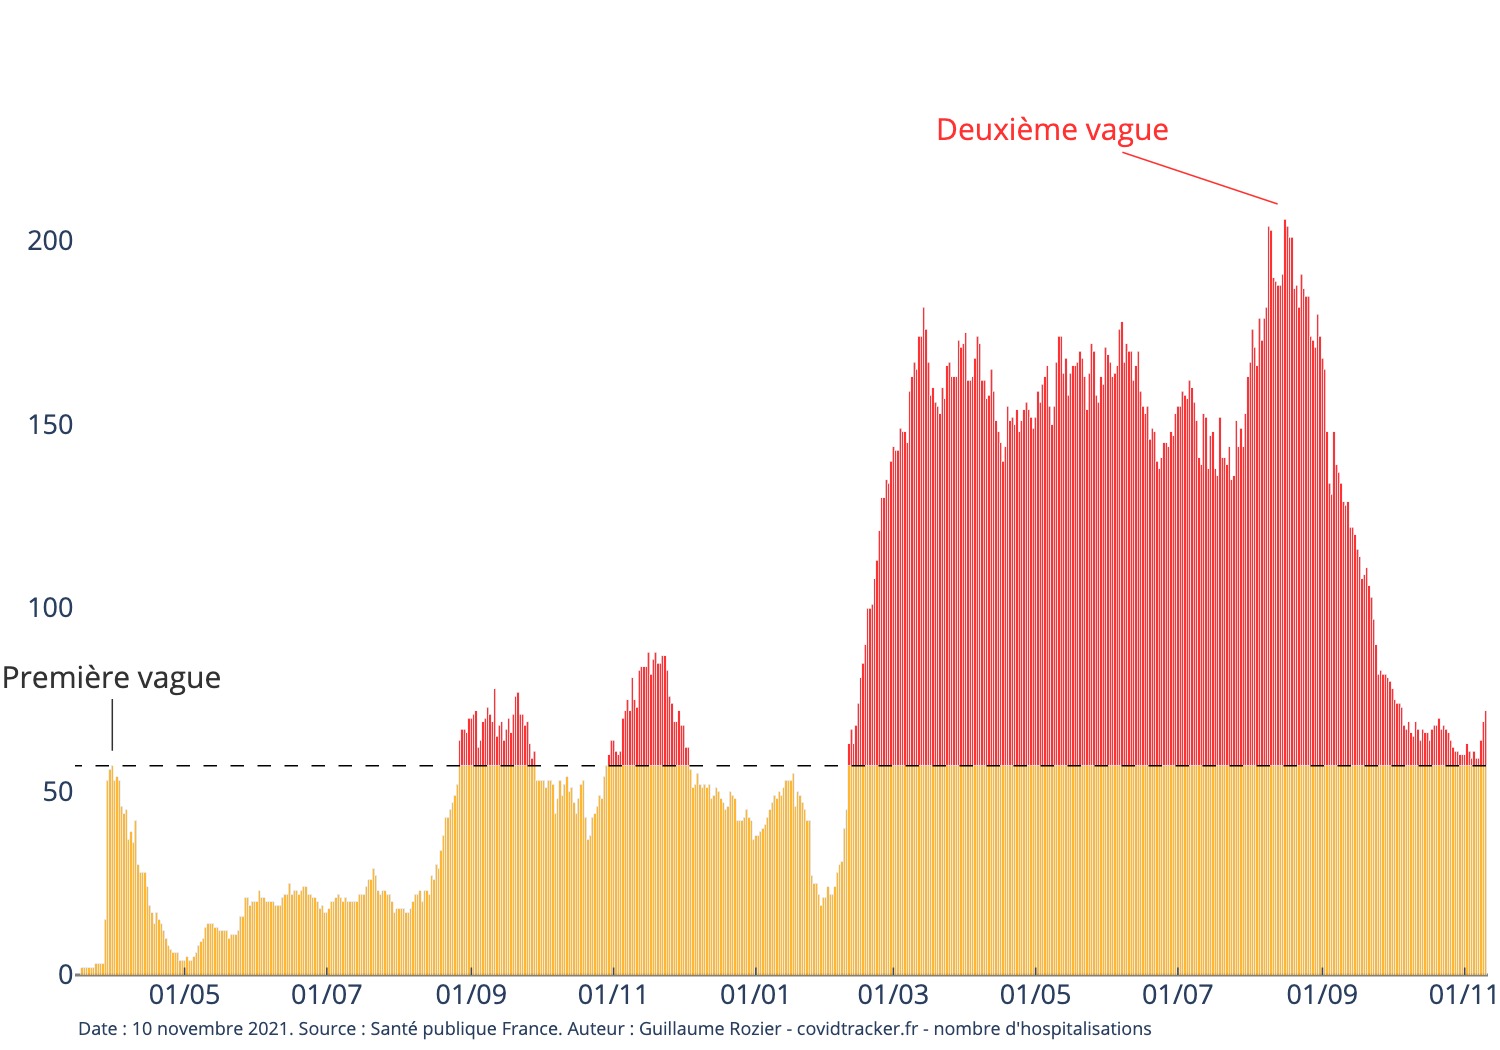 Deuxième vague
200
150
100
Première vague
50
0
01/05 01/07 01/09 01/11 01/01 01/03 01/05 01/07 01/09 01/11
Date : 10 novembre 2021. Source : Santé publique France. Auteur : Guillaume Rozier - covidtracker.fr - nombre d'hospitalisations